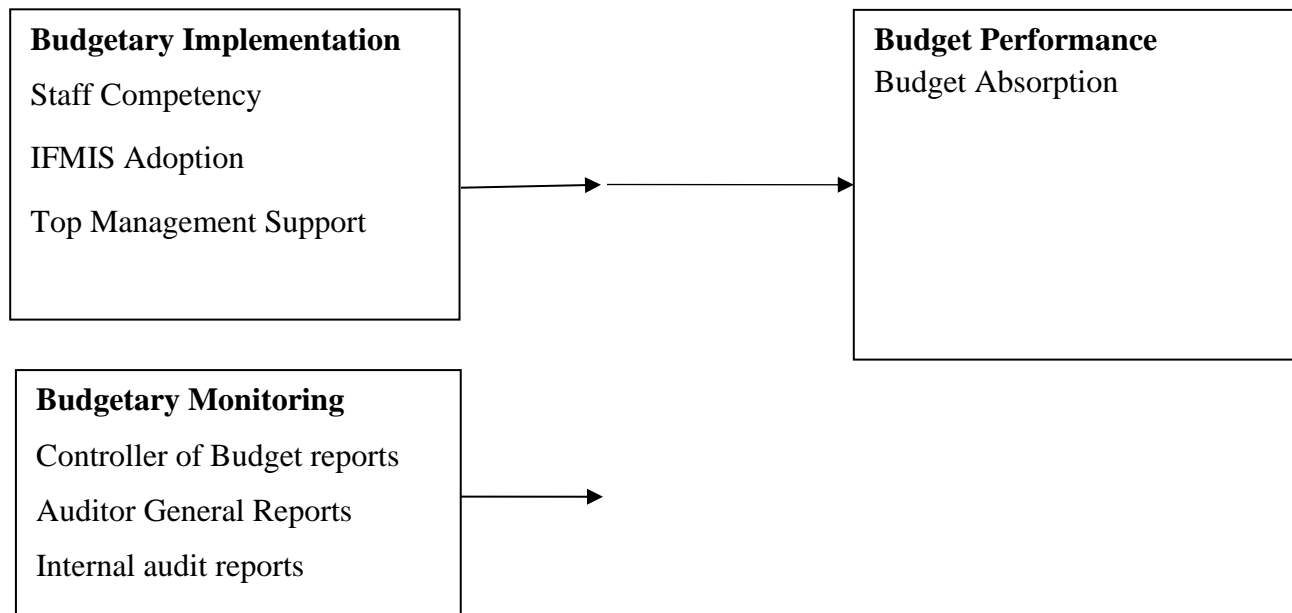 Budgetary Implementation
Staff Competency
IFMIS Adoption
Top Management Support
Budget Performance
Budget Absorption
Budgetary Monitoring
Controller of Budget reports
Auditor General Reports
Internal audit reports